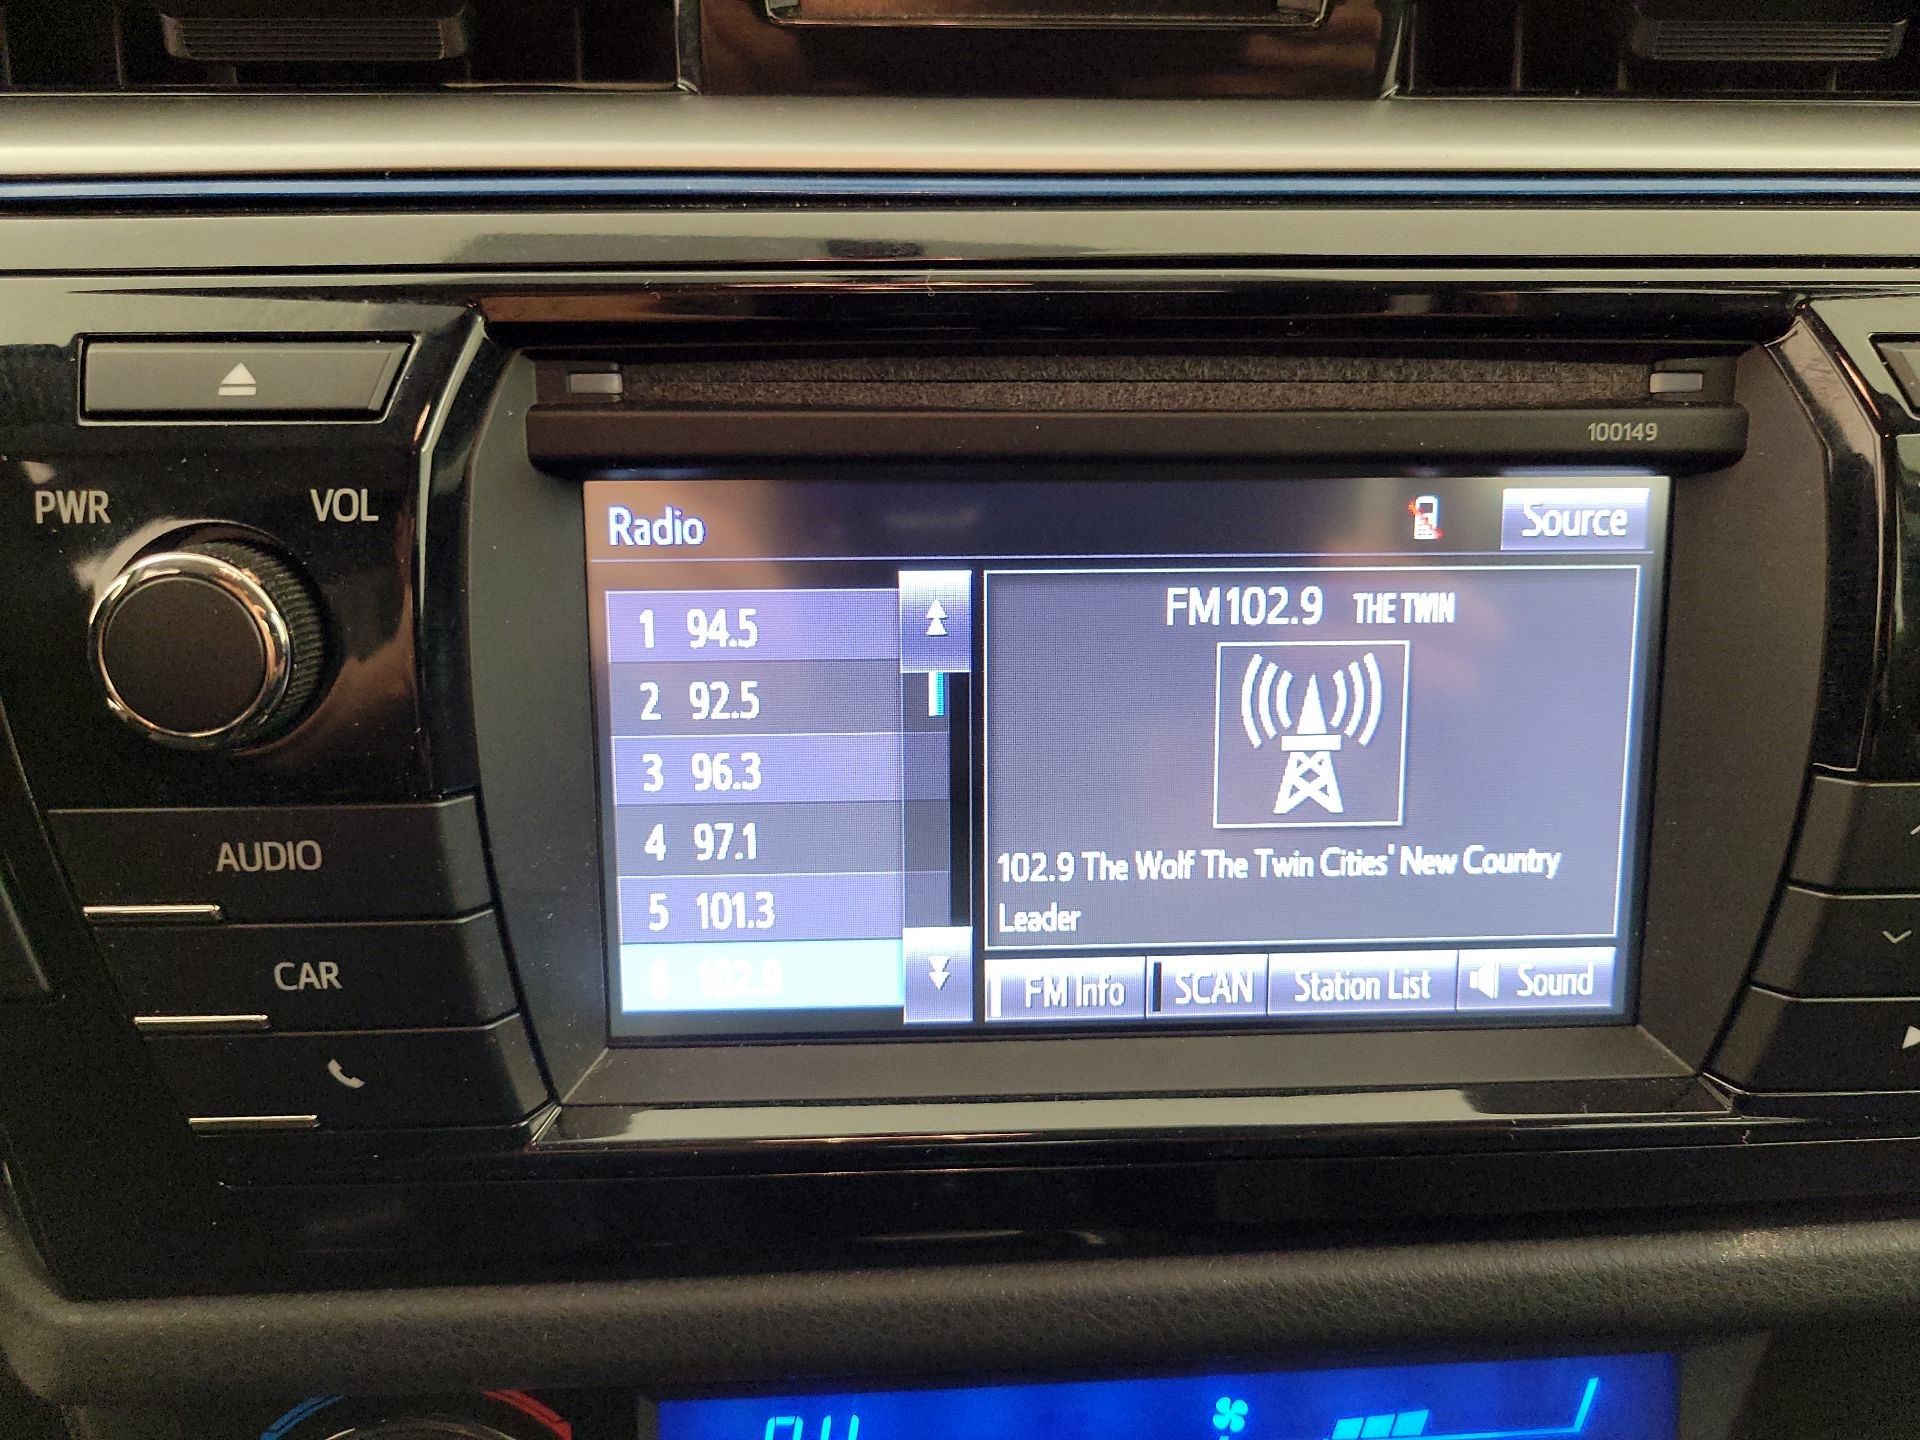 100149
PWR VOL
Radio
Source
1 94.5
2 92.5
3 96.3
4 97.1
5 101.3
6 102.9
FM102.9 THE TWIN
102.9 The Wolf The Twin Cities' New Country
Leader
FM Info SCAN Station List Sound
AUDIO
CAR